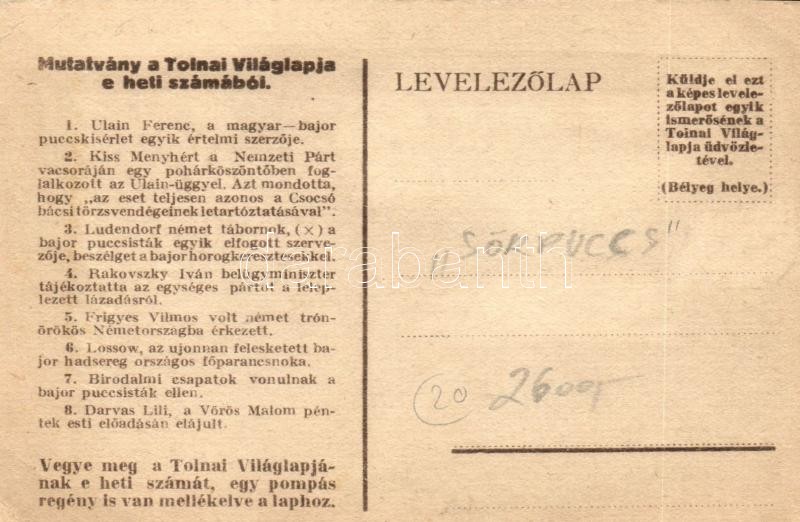 Mutatvány a Tolnai Világlapja
e heti számából.
1. Ulain Ferenc, a magyar—bajor
puccskisérlet egyik értelmi szerzője.
2. Kiss Menyhért a Nemzeti Párt
vacsoráján egy pohárköszöntőben fog-
lalkozott az Ulain-üggyel. Azt mondotta,
hogy „az eset teljesen azonos a Csocsó
bácsi törzsvendégeinek letartóztatásával".
3. Ludendorf német tábornok, (×) a
bajor puccsisták egyik elfogott szerve-
zője, beszélget a bajor horogkeresztesekkel.
4. Rakovszky Iván belügyminiszter
tájékoztatta az egységes pártot a lelep-
lezett lázadásról.
5. Frigyes Vilmos volt német trón-
örökös Németországba érkezett.
6. Lossow, az ujonnan felesketett ba-
jor hadsereg országos főparancsnoka.
7. Birodalmi csapatok vonulnak a
bajor puccsisták ellen.
8. Darvas Lili, a Vörös Malom pén-
tek esti előadásán elájult.
Vegye meg a Tolnai Világlapjá-
nak e heti számát, egy pompás
regény is van mellékelve a laphoz.
LEVELEZŐLAP
Küldje el ezt
a képes levele-
zőlapot egyik
ismerősének a
Tolnai Világ-
lapja üdvözle-
tével.
(Bélyeg helye.)
„SÖRPUCCS"
20
2600,-
darabanth.com